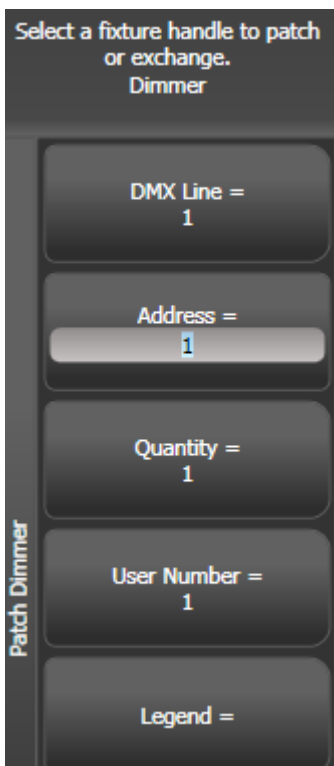 Select a fixture handle to patch
or exchange.
Dimmer
DMX Line =
1
Address =
1
Quantity =
1
User Number =
1
Legend =
Patch Dimmer